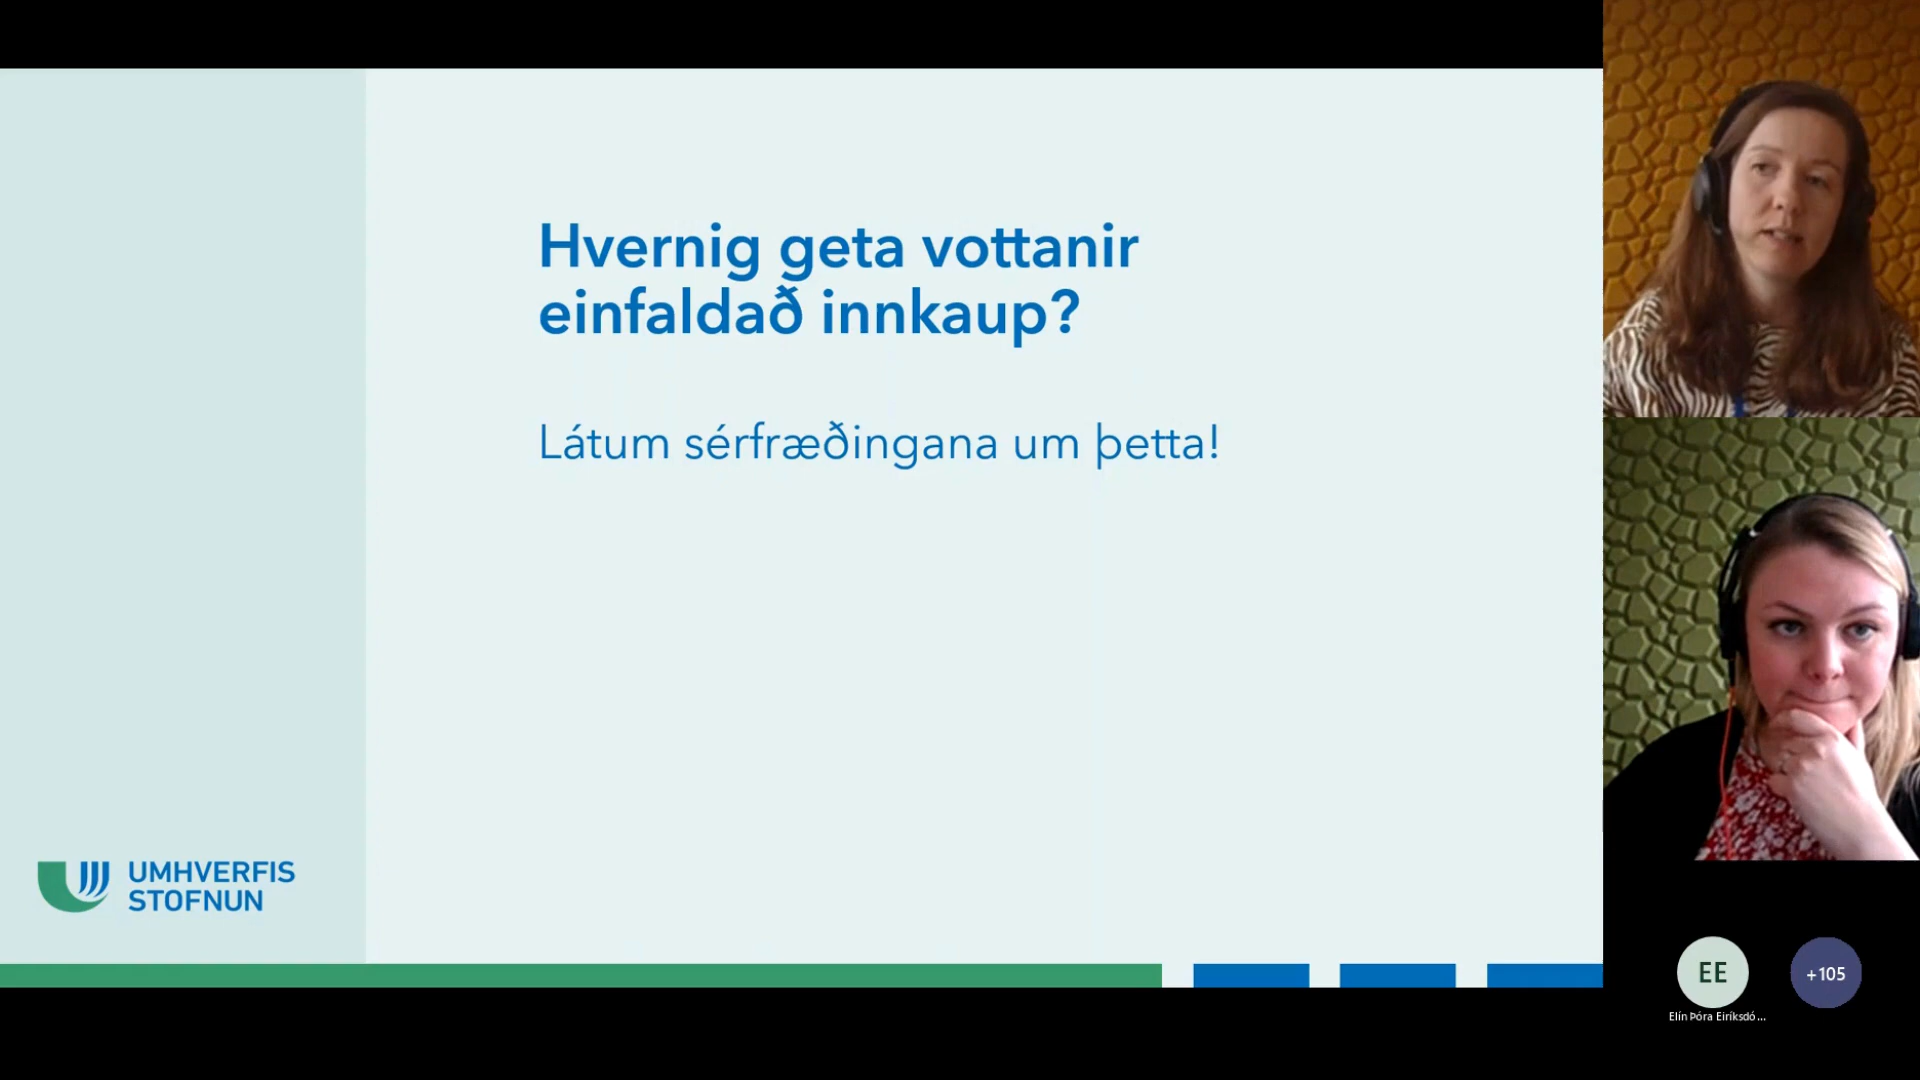 Hvernig geta vottanir
einfaldað innkaup?
Látum sérfræðingana um þetta!
UMHVERFIS
STOFNUN
EE
+105
Elín Þóra Eiríksdó...